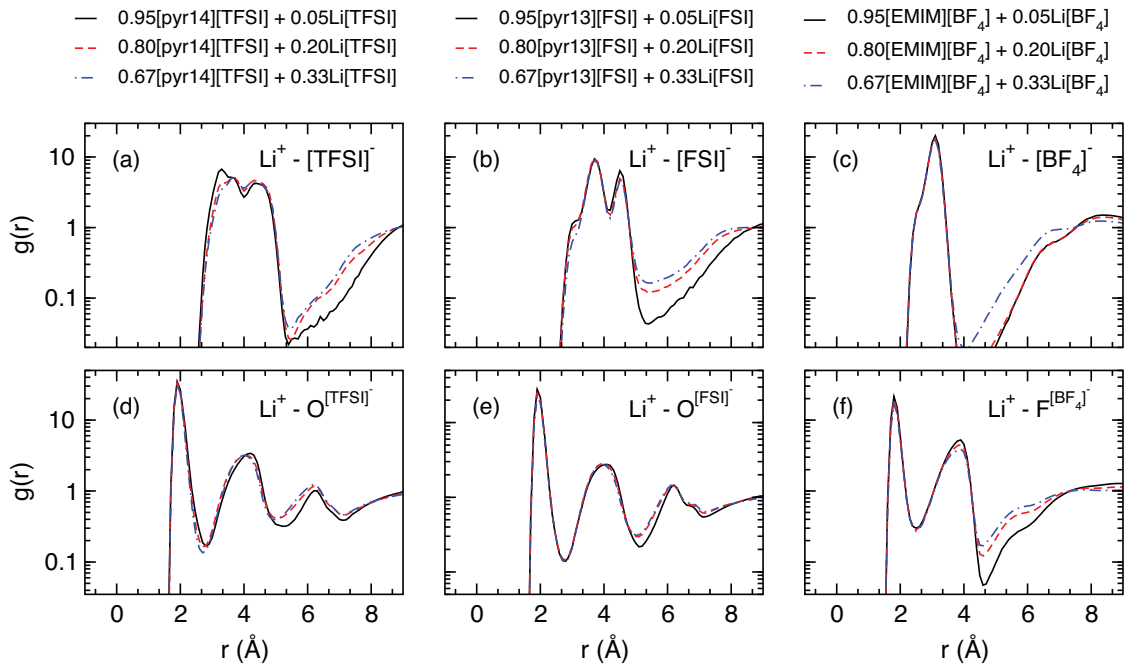 0.95[pyr14][TFSI] + 0.05Li[TFSI]
0.80[pyr14][TFSI] + 0.20Li[TFSI]
0.67[pyr14][TFSI] + 0.33Li[TFSI]
0.95[pyr13][FSI] + 0.05Li[FSI]
0.80[pyr13][FSI] + 0.20Li[FSI]
0.67[pyr13][FSI] + 0.33Li[FSI]
0.95[EMIM][BF₄] + 0.05Li[BF₄]
0.80[EMIM][BF₄] + 0.20Li[BF₄]
0.67[EMIM][BF₄] + 0.33Li[BF₄]
g(r)
10
1
0.1
(a) Li⁺ - [TFSI]⁻
(b) Li⁺ - [FSI]⁻
(c) Li⁺ - [BF₄]⁻
g(r)
10
1
0.1
(d) Li⁺ - O^[TFSI]⁻
(e) Li⁺ - O^[FSI]⁻
(f) Li⁺ - F^[BF₄]⁻
0 2 4 6 8
0 2 4 6 8
0 2 4 6 8
r (Å)
r (Å)
r (Å)